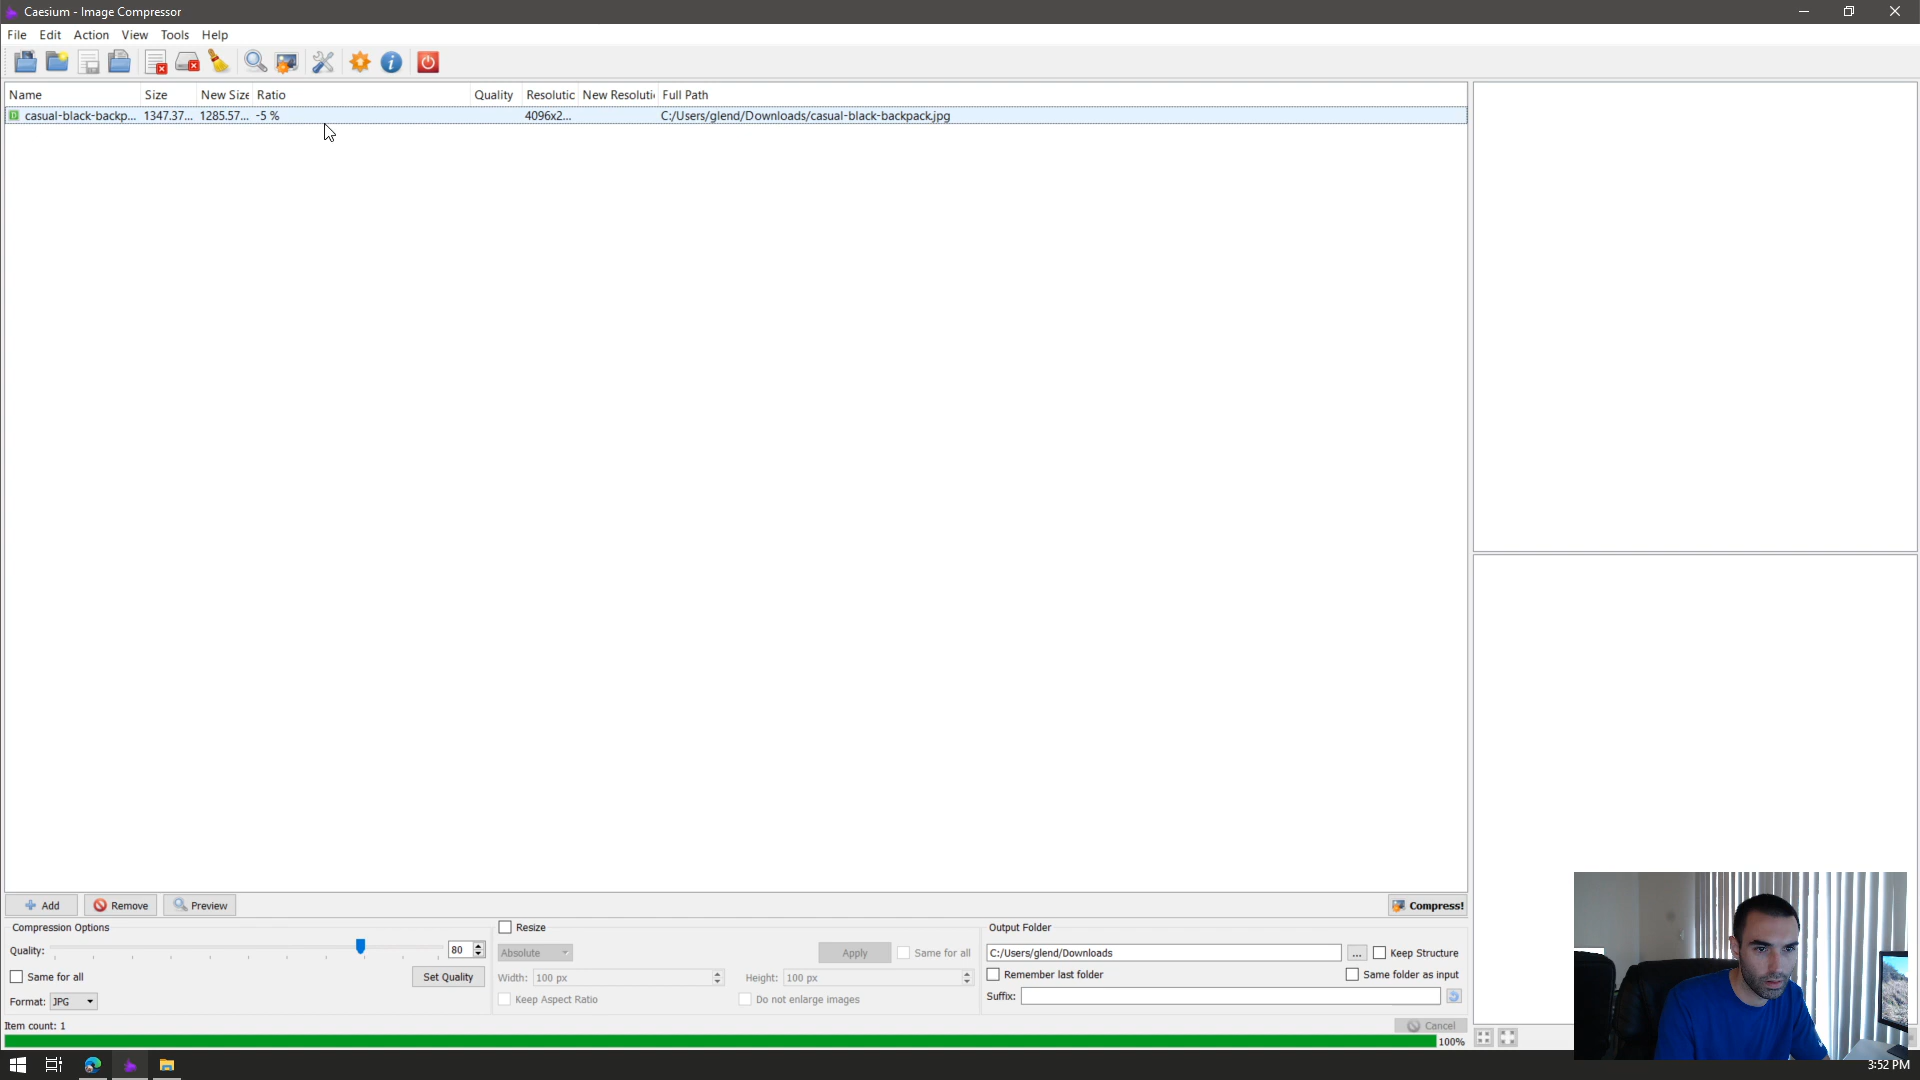 Caesium - Image Compressor
File Edit Action View Tools Help
Name Size New Size Ratio Quality Resolutic New Resoluti Full Path
casual-black-backp... 1347.37... 1285.57... -5 % 4096x2... C:/Users/glend/Downloads/casual-black-backpack.jpg
Add Remove Preview Compress!
Compression Options Resize Output Folder
Quality: 80 Absolute Apply Same for all C:/Users/glend/Downloads ... Keep Structure
Same for all Set Quality Width: 100 px Height: 100 px Remember last folder Same folder as input
Format: JPG Keep Aspect Ratio Do not enlarge images Suffix:
Item count: 1 Cancel
100%
3:52 PM